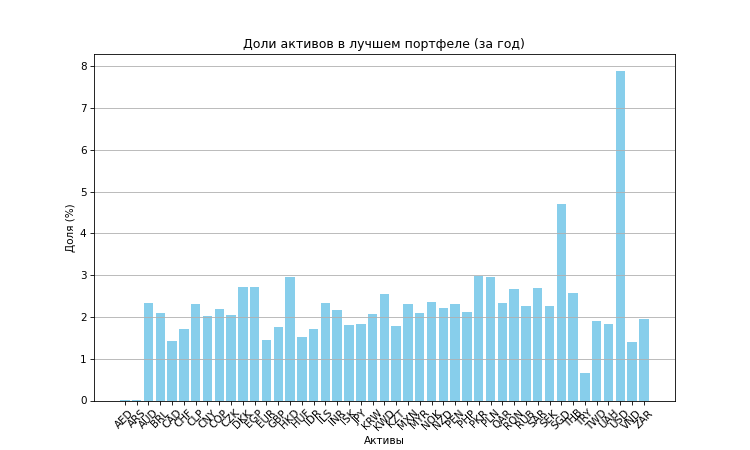 Доли активов в лучшем портфеле (за год)
Доля (%)
8
7
6
5
4
3
2
1
0
AED ARS AUD BRL CAD CHF CLP CNY COP CZK DKK EGP EUR GBP HKD HUF IDR ILS INR ISK JPY KRW KWD KZT MXN MYR NOK NZD PEN PHP PKR PLN QAR RON RUB SAR SEK SGD THB TRY TWD UAH USD VND ZAR
Активы